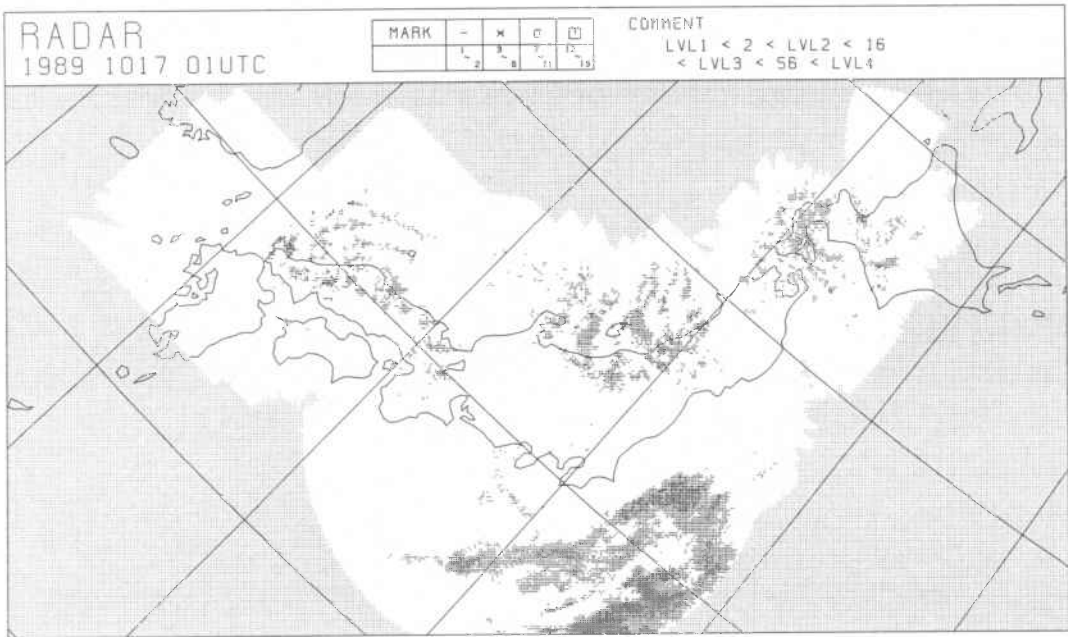 RADAR
1989 1017 01UTC
MARK
COMMENT
LVL1 < 2 < LVL2 < 16
< LVL3 < 56 < LVL4